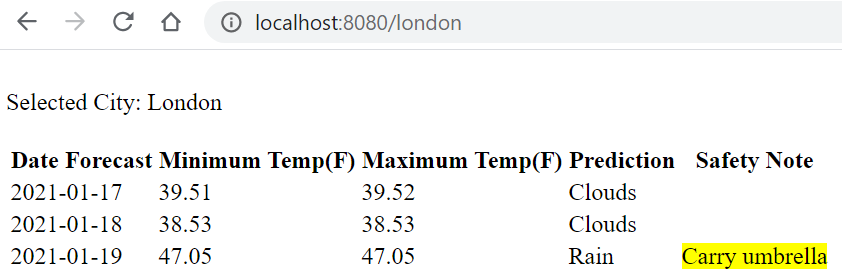 localhost:8080/london
Selected City: London
Date Forecast Minimum Temp(F) Maximum Temp(F) Prediction Safety Note
2021-01-17 39.51 39.52 Clouds
2021-01-18 38.53 38.53 Clouds
2021-01-19 47.05 47.05 Rain Carry umbrella